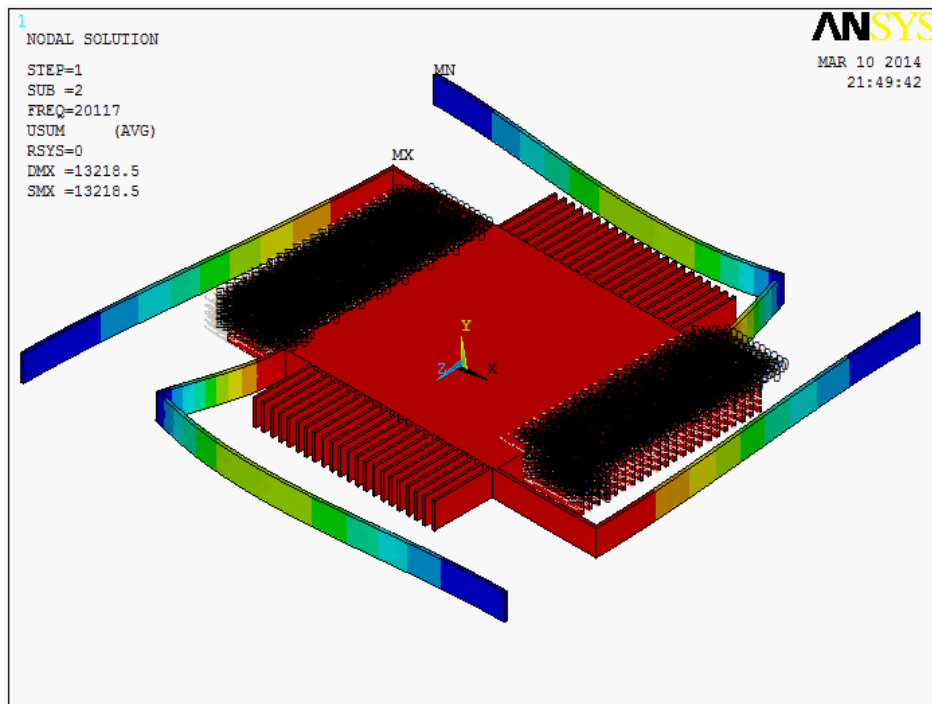 1
NODAL SOLUTION
STEP=1
SUB =2
FREQ=20117
USUM (AVG)
RSYS=0
DMX =13218.5
SMX =13218.5
ANSYS
MAR 10 2014
21:49:42
MN
MX
Y
Z
X